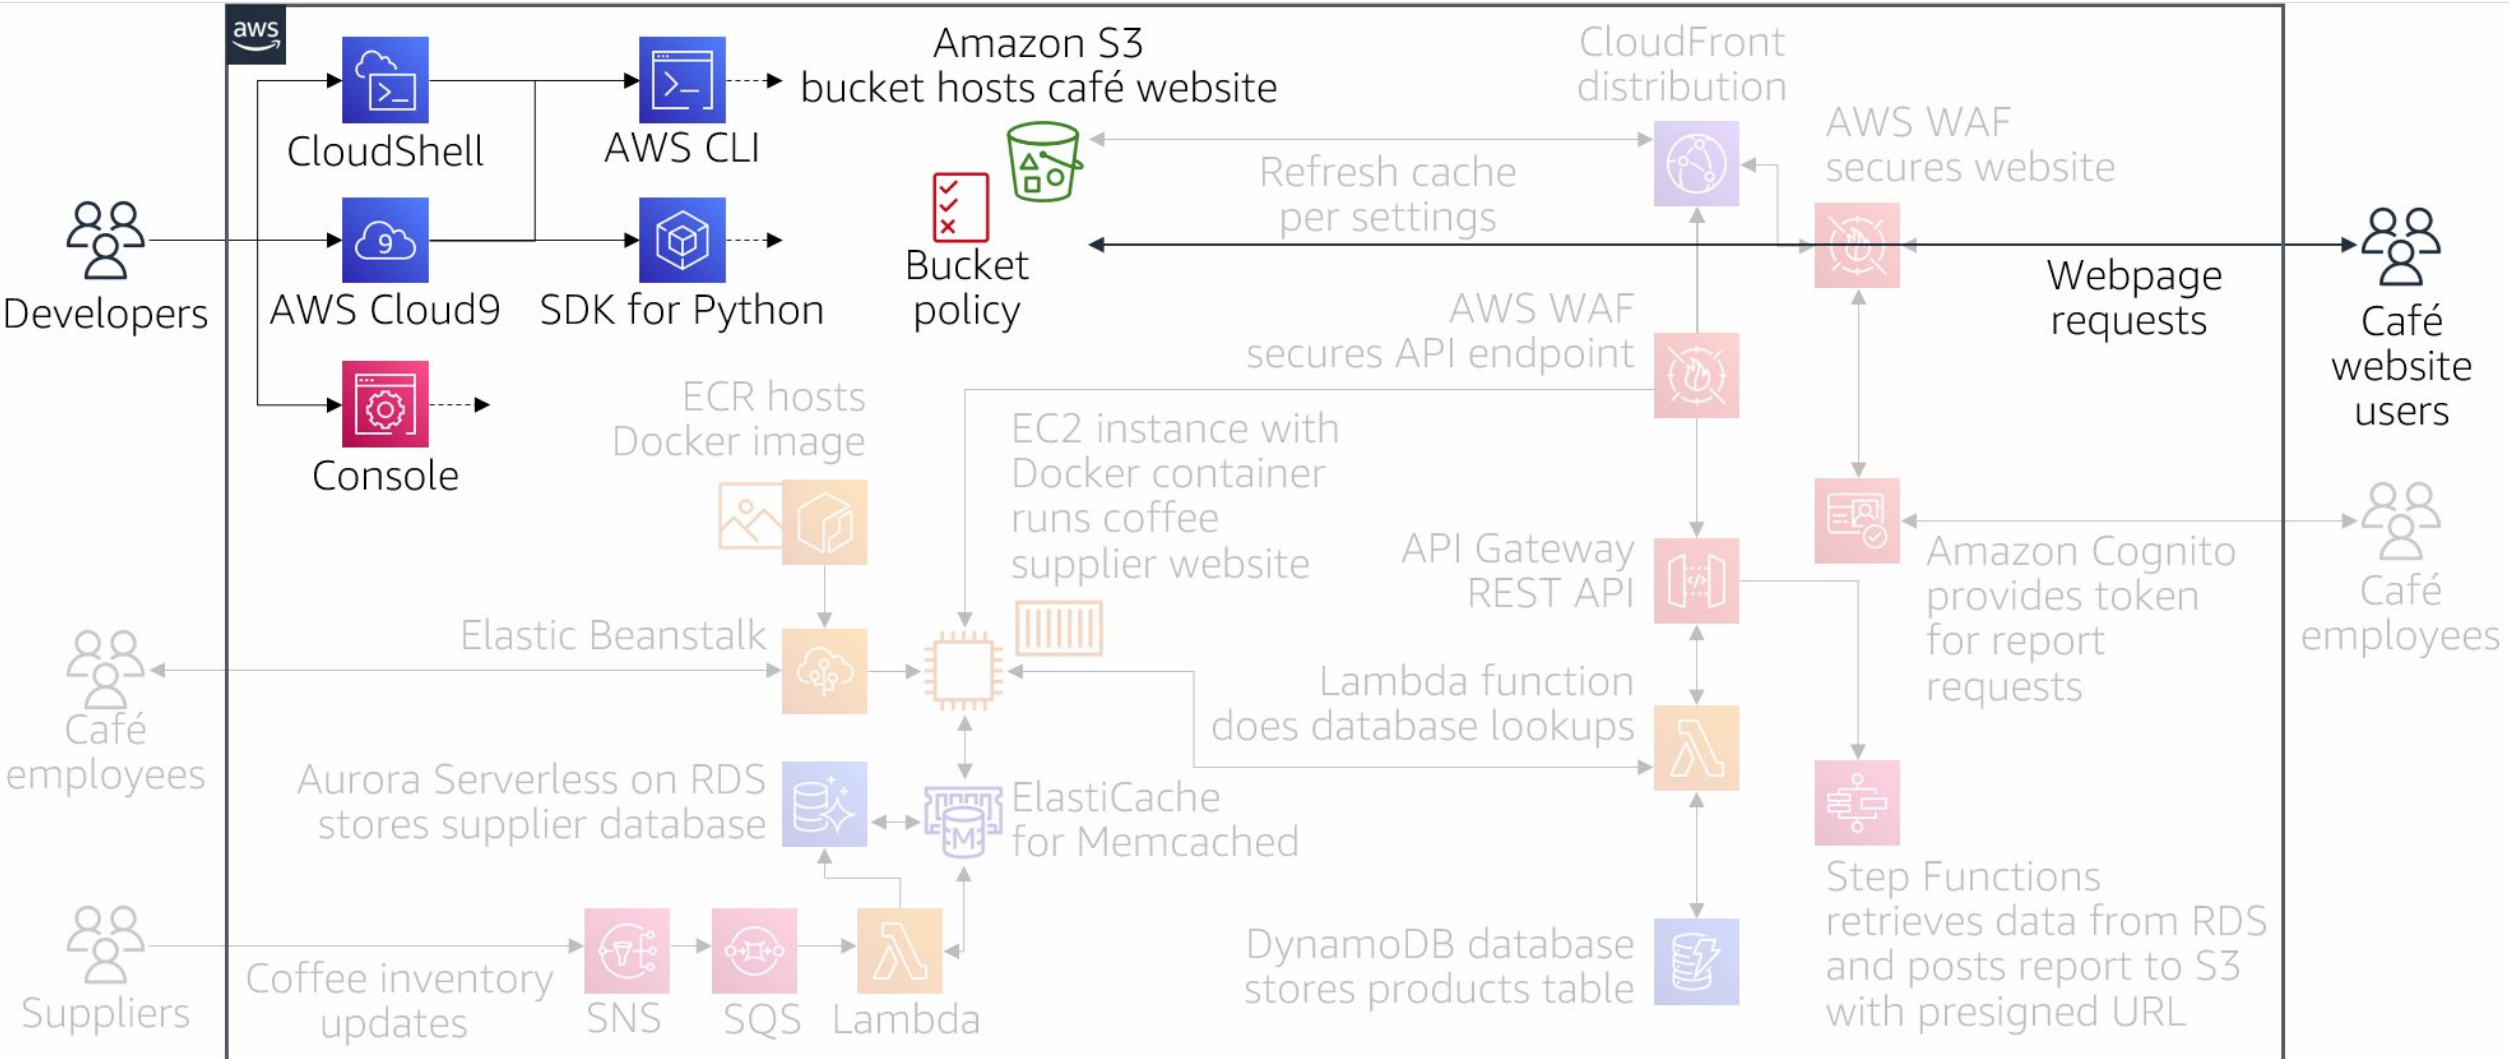 aws
CloudShell
AWS CLI
Amazon S3
bucket hosts café website
CloudFront
distribution
AWS WAF
secures website
Refresh cache
per settings
Developers
9
AWS Cloud9
SDK for Python
Bucket
policy
Webpage
requests
Café
website
users
AWS WAF
secures API endpoint
Console
ECR hosts
Docker image
EC2 instance with
Docker container
runs coffee
supplier website
API Gateway
REST API
Amazon Cognito
provides token
for report
requests
Café
employees
Elastic Beanstalk
Café
employees
Lambda function
does database lookups
Aurora Serverless on RDS
stores supplier database
M
ElastiCache
for Memcached
Step Functions
retrieves data from RDS
and posts report to S3
with presigned URL
DynamoDB database
stores products table
Suppliers
Coffee inventory
updates
SNS
SQS
Lambda